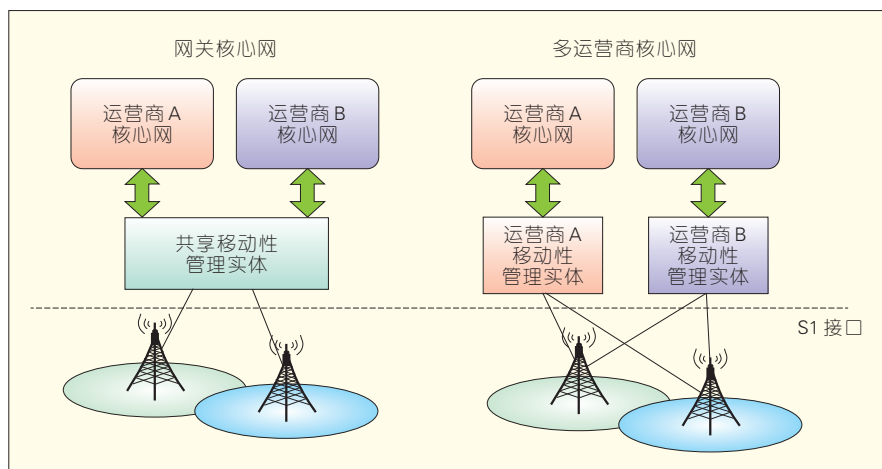 网关核心网
多运营商核心网
运营商A
核心网
运营商B
核心网
运营商A
核心网
运营商B
核心网
共享移动性
管理实体
运营商A
移动性
管理实体
运营商B
移动性
管理实体
S1接口